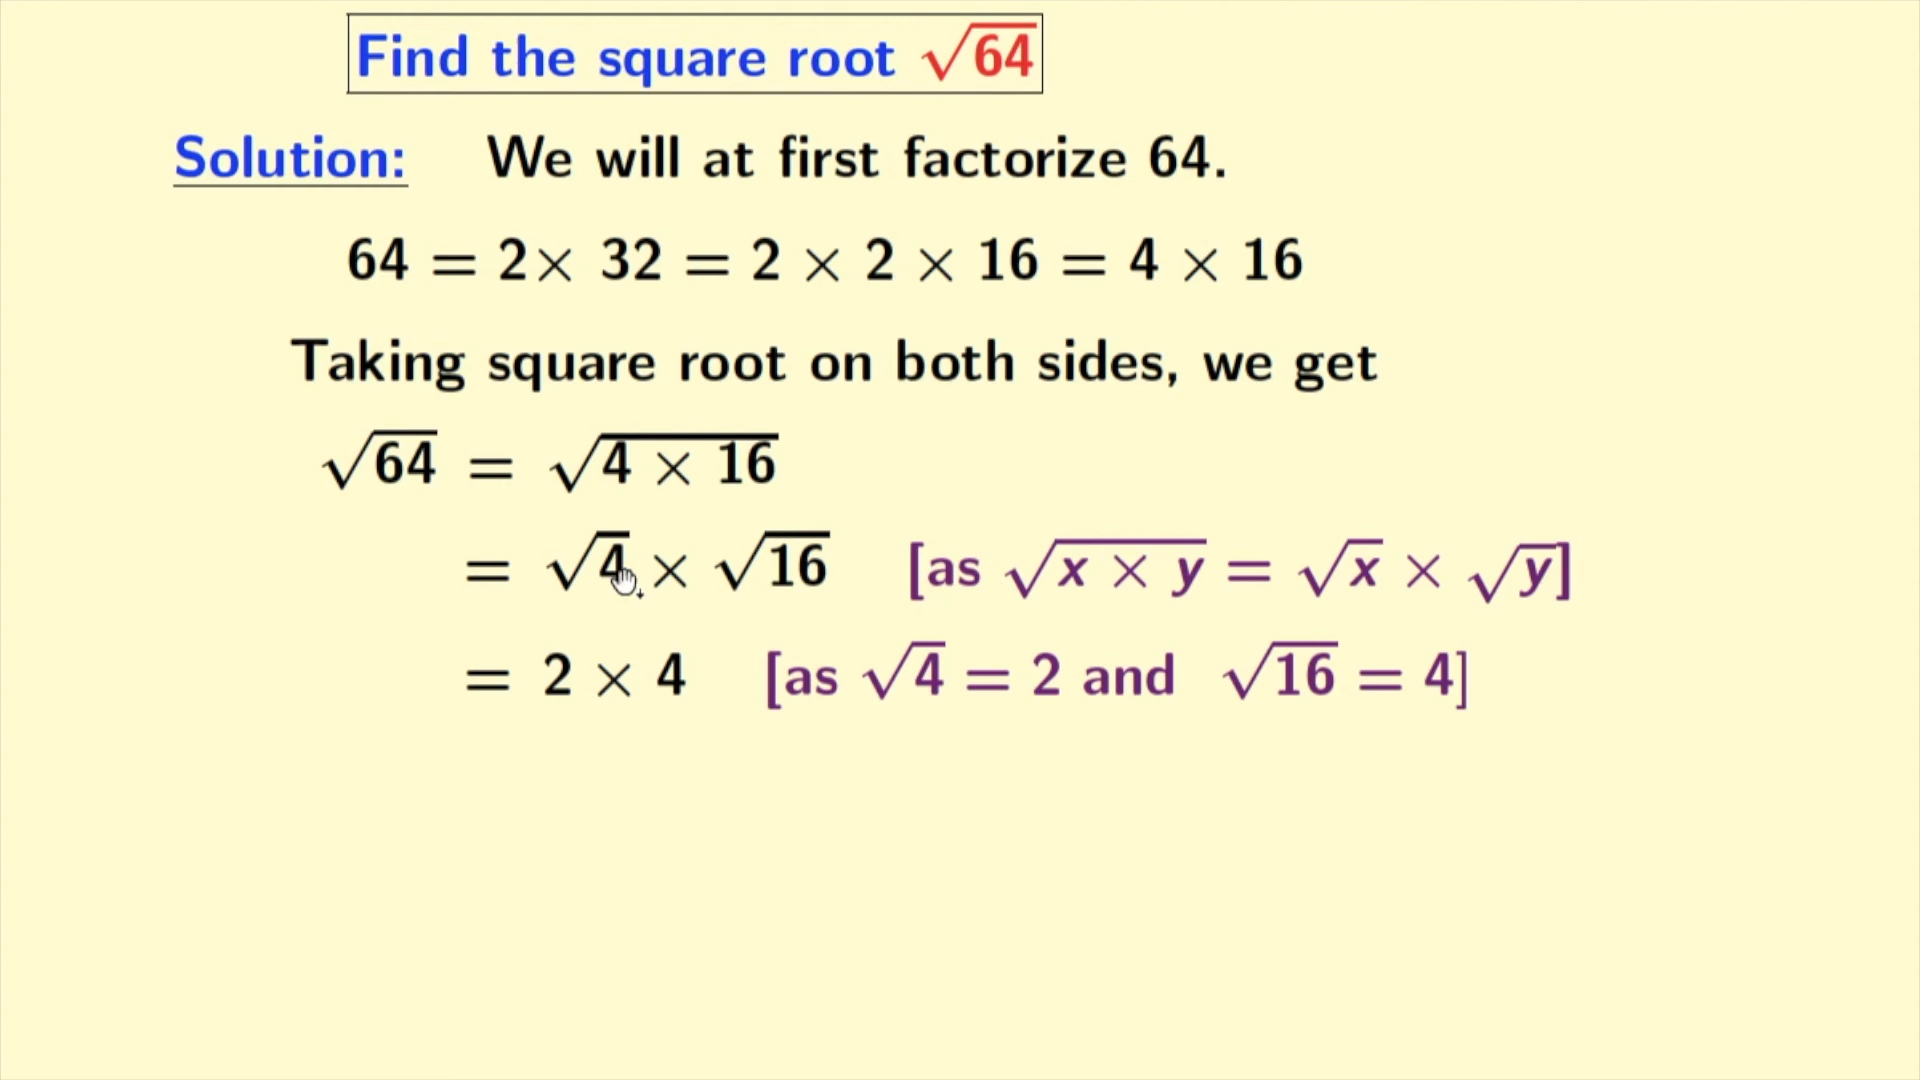 Find the square root √64
Solution: We will at first factorize 64.
64 = 2× 32 = 2 × 2 × 16 = 4 × 16
Taking square root on both sides, we get
√64 = √(4 × 16)
= √4 × √16 [as √(x × y) = √x × √y]
= 2 × 4 [as √4 = 2 and √16 = 4]